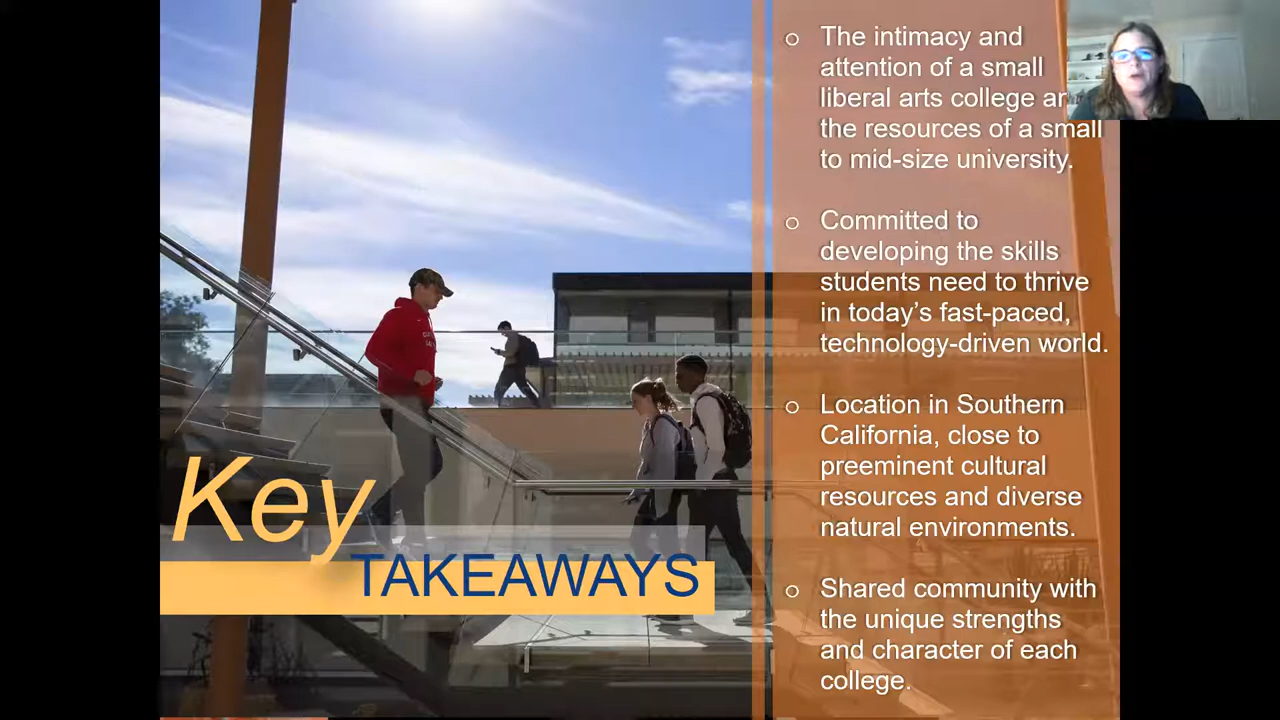 The intimacy and
attention of a small
liberal arts college
the resources of a small
to mid-size university.
Committed to
developing the skills
students need to thrive
in today's fast-paced,
technology-driven world.
Location in Southern
California, close to
preeminent cultural
resources and diverse
natural environments.
Shared community with
the unique strengths
and character of each
college.
Key
TAKEAWAYS